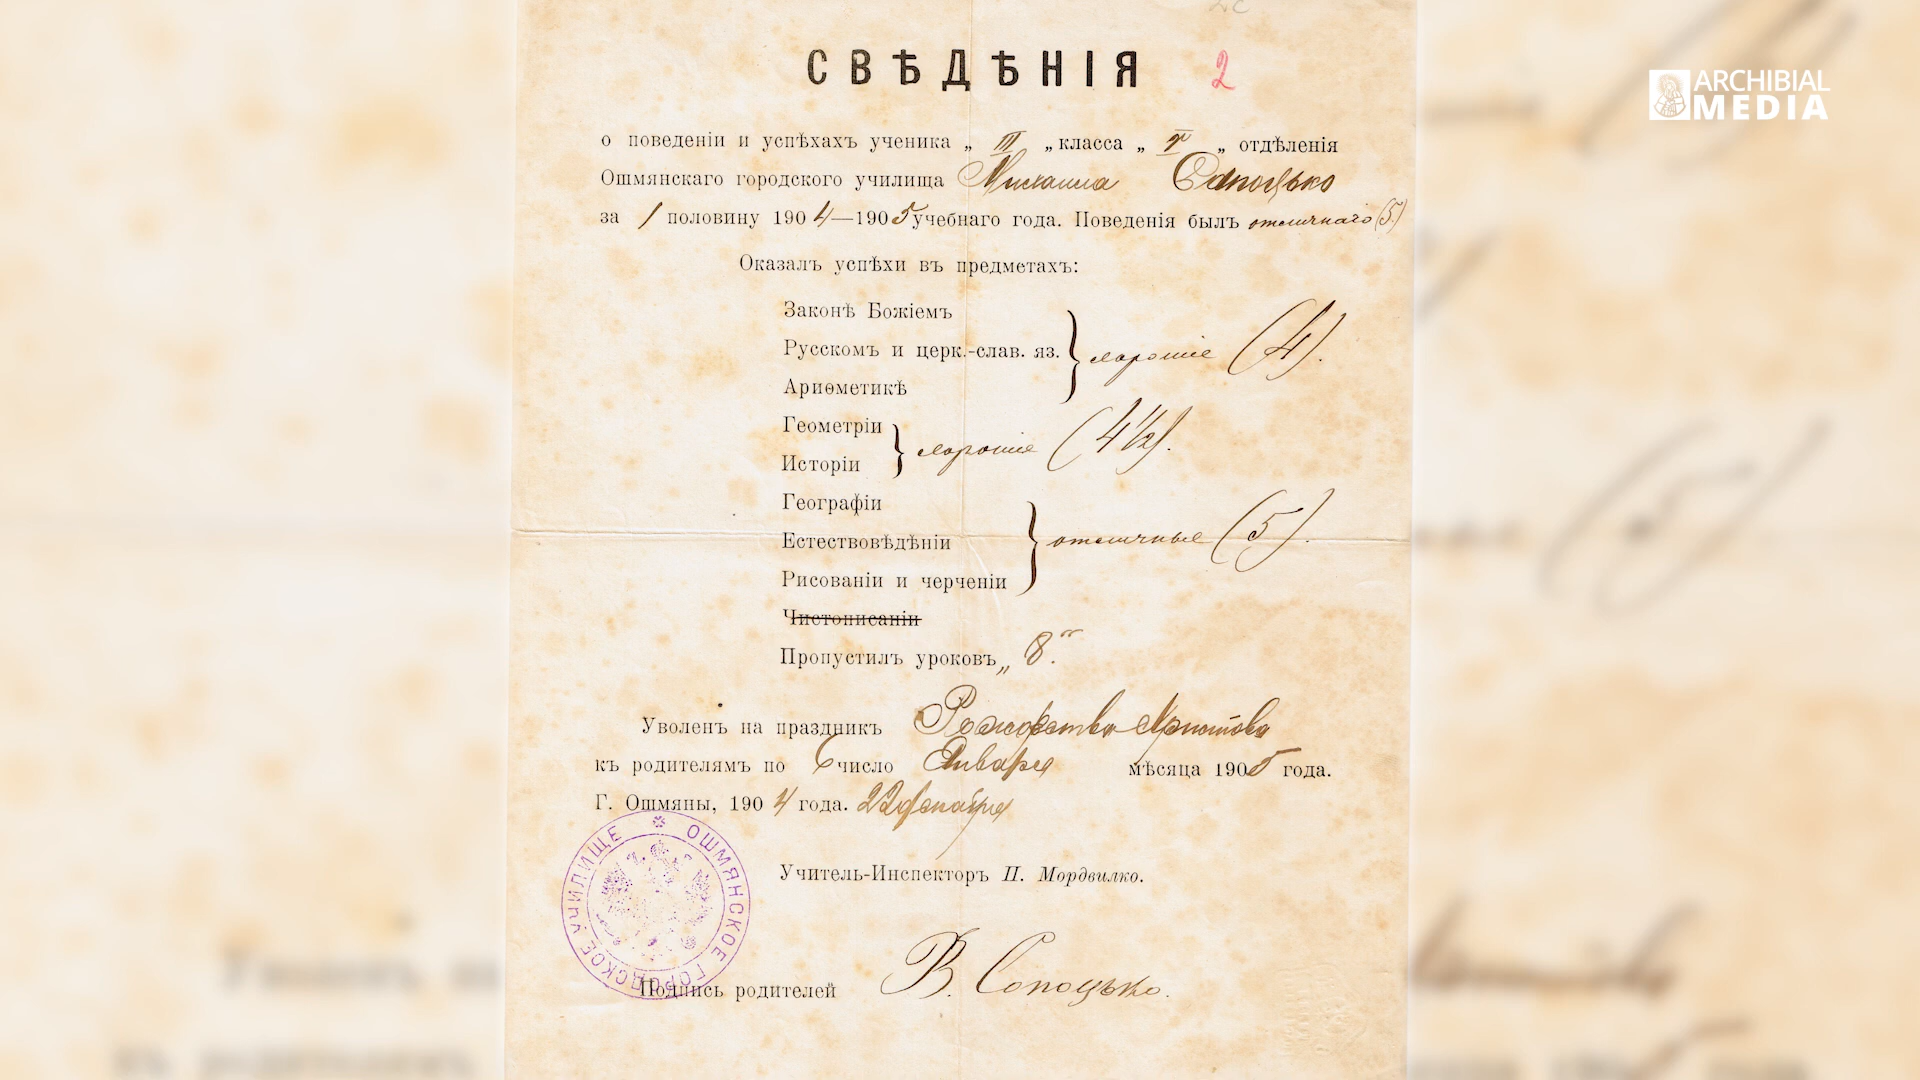 ARCHIBIAL
MEDIA
СВѢДѢНІЯ 2
о поведеніи и успѣхахъ ученика „ III „ класса „ I „ отдѣленія
Ошмянскаго городского училища Михаила Сопоцько
за 1 половину 1904—1905 учебнаго года. Поведенія былъ отличнаго (5)
Оказалъ успѣхи въ предметахъ:
Законѣ Божіемъ
Русскомъ и церк.-слав. яз. } хорошіе (4).
Ариѳметикѣ
Геометріи
Исторіи } хорошіе (4 1/2).
Географіи
Естествовѣдѣніи } отличные (5).
Рисованіи и черченіи
Чистописаніи
Пропустилъ уроковъ „ 8."
Уволенъ на праздникъ Рождества Христова
къ родителямъ по 6 число Января мѣсяца 1905 года.
Г. Ошмяны, 1904 года. 22 декабря
Учитель-Инспекторъ П. Мордвилко.
ОШМЯНСКОЕ ГОРОДСКОЕ УЧИЛИЩЕ
Подпись родителей В. Сопоцько.